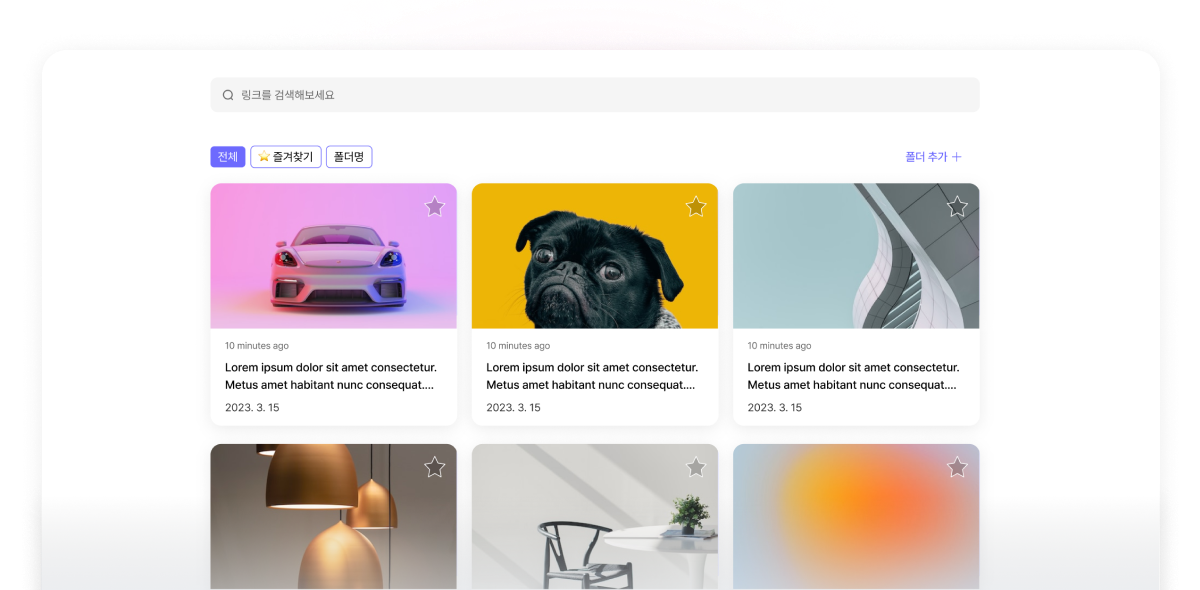 링크를 검색해보세요
전체 ⭐ 즐겨찾기 폴더명 폴더 추가 +
10 minutes ago
Lorem ipsum dolor sit amet consectetur.
Metus amet habitant nunc consequat....
2023. 3. 15
10 minutes ago
Lorem ipsum dolor sit amet consectetur.
Metus amet habitant nunc consequat....
2023. 3. 15
10 minutes ago
Lorem ipsum dolor sit amet consectetur.
Metus amet habitant nunc consequat....
2023. 3. 15